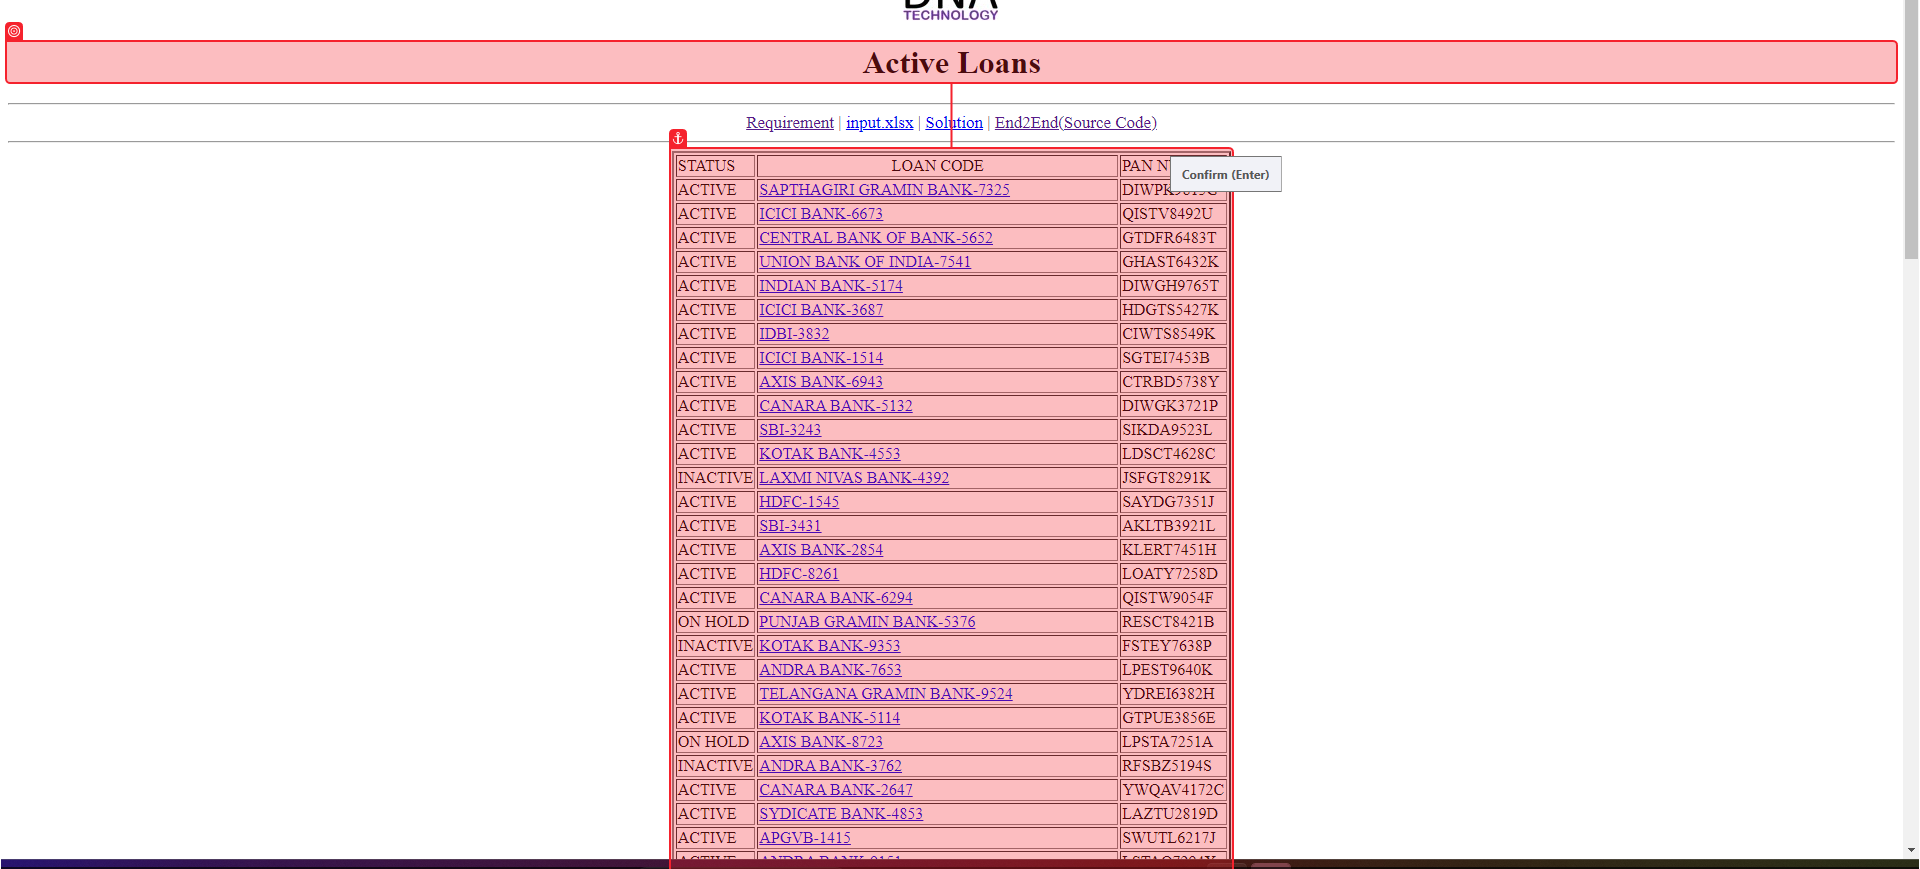 DNA
TECHNOLOGY
Active Loans
Requirement | input.xlsx | Solution | End2End(Source Code)
STATUS LOAN CODE PAN
Confirm (Enter)
ACTIVE SAPTHAGIRI GRAMIN BANK-7325
ACTIVE ICICI BANK-6673 QISTV8492U
ACTIVE CENTRAL BANK OF BANK-5652 GTDFR6483T
ACTIVE UNION BANK OF INDIA-7541 GHAST6432K
ACTIVE INDIAN BANK-5174 DIWGH9765T
ACTIVE ICICI BANK-3687 HDGTS5427K
ACTIVE IDBI-3832 CIWTS8549K
ACTIVE ICICI BANK-1514 SGTEI7453B
ACTIVE AXIS BANK-6943 CTRBD5738Y
ACTIVE CANARA BANK-5132 DIWGK3721P
ACTIVE SBI-3243 SIKDA9523L
ACTIVE KOTAK BANK-4553 LDSCT4628C
INACTIVE LAXMI NIVAS BANK-4392 JSFGT8291K
ACTIVE HDFC-1545 SAYDG7351J
ACTIVE SBI-3431 AKLTB3921L
ACTIVE AXIS BANK-2854 KLERT7451H
ACTIVE HDFC-8261 LOATY7258D
ACTIVE CANARA BANK-6294 QISTW9054F
ON HOLD PUNJAB GRAMIN BANK-5376 RESCT8421B
INACTIVE KOTAK BANK-9353 FSTEY7638P
ACTIVE ANDRA BANK-7653 LPEST9640K
ACTIVE TELANGANA GRAMIN BANK-9524 YDREI6382H
ACTIVE KOTAK BANK-5114 GTPUE3856E
ON HOLD AXIS BANK-8723 LPSTA7251A
INACTIVE ANDRA BANK-3762 RFSBZ5194S
ACTIVE CANARA BANK-2647 YWQAV4172C
ACTIVE SYDICATE BANK-4853 LAZTU2819D
ACTIVE APGVB-1415 SWUTL6217J